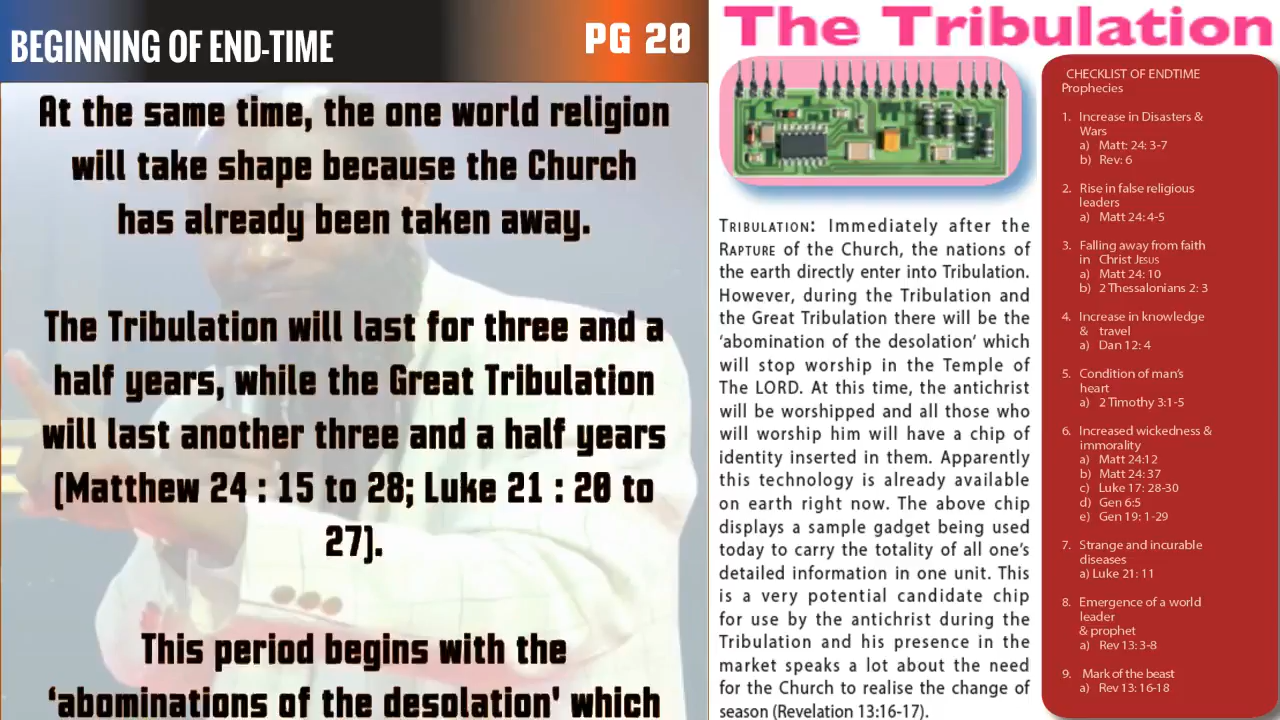 BEGINNING OF END-TIME
PG 20
At the same time, the one world religion
will take shape because the Church
has already been taken away.
The Tribulation will last for three and a
half years, while the Great Tribulation
will last another three and a half years
(Matthew 24 : 15 to 28; Luke 21 : 20 to
27).
This period begins with the
‘abominations of the desolation' which
The Tribulation
TRIBULATION: Immediately after the
RAPTURE of the Church, the nations of
the earth directly enter into Tribulation.
However, during the Tribulation and
the Great Tribulation there will be the
‘abomination of the desolation’ which
will stop worship in the Temple of
The LORD. At this time, the antichrist
will be worshipped and all those who
will worship him will have a chip of
identity inserted in them. Apparently
this technology is already available
on earth right now. The above chip
displays a sample gadget being used
today to carry the totality of all one’s
detailed information in one unit. This
is a very potential candidate chip
for use by the antichrist during the
Tribulation and his presence in the
market speaks a lot about the need
for the Church to realise the change of
season (Revelation 13:16-17).
CHECKLIST OF ENDTIME
Prophecies
1. Increase in Disasters &
Wars
a) Matt: 24: 3-7
b) Rev: 6
2. Rise in false religious
leaders
a) Matt 24: 4-5
3. Falling away from faith
in Christ JESUS
a) Matt 24: 10
b) 2 Thessalonians 2: 3
4. Increase in knowledge
& travel
a) Dan 12: 4
5. Condition of man’s
heart
a) 2 Timothy 3:1-5
6. Increased wickedness &
immorality
a) Matt 24:12
b) Matt 24: 37
c) Luke 17: 28-30
d) Gen 6:5
e) Gen 19: 1-29
7. Strange and incurable
diseases
a) Luke 21: 11
8. Emergence of a world
leader
& prophet
a) Rev 13: 3-8
9. Mark of the beast
a) Rev 13: 16-18